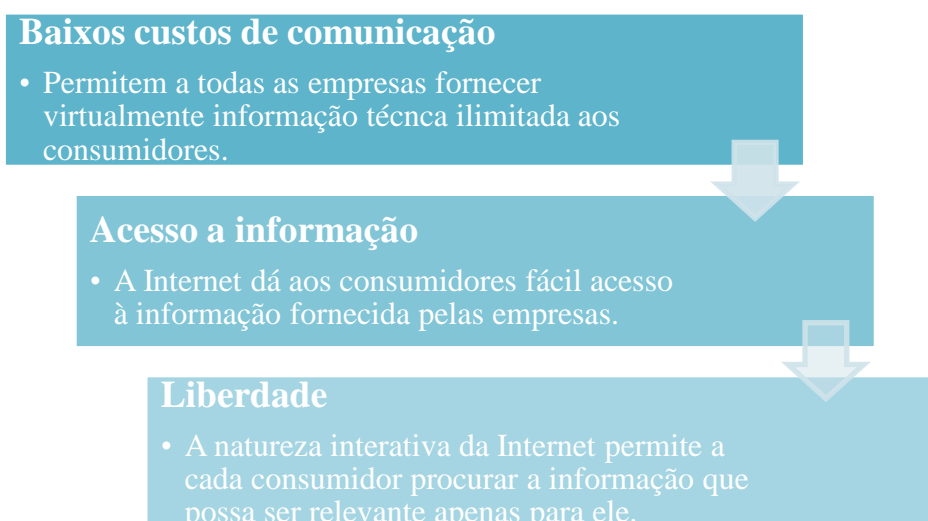 Baixos custos de comunicação
• Permitem a todas as empresas fornecer
virtualmente informação técnca ilimitada aos
consumidores.
Acesso a informação
• A Internet dá aos consumidores fácil acesso
à informação fornecida pelas empresas.
Liberdade
• A natureza interativa da Internet permite a
cada consumidor procurar a informação que
possa ser relevante apenas para ele.